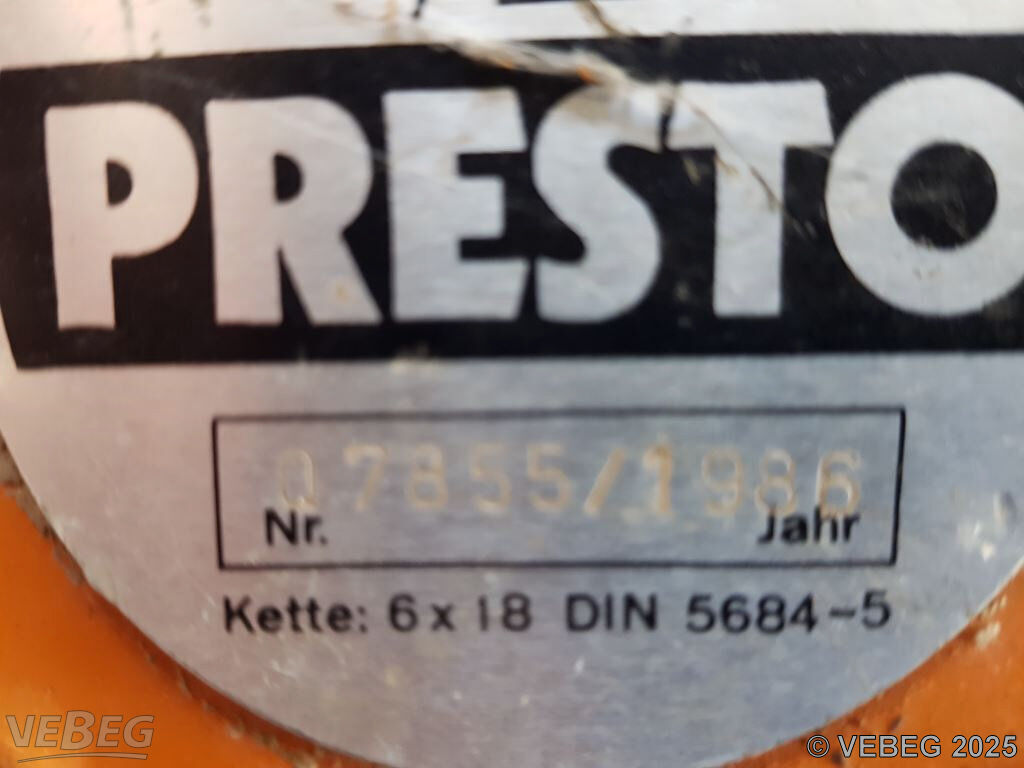 PRESTO
07855/1986
Nr. Jahr
Kette: 6 x 18 DIN 5684-5
VEBEG
© VEBEG 2025